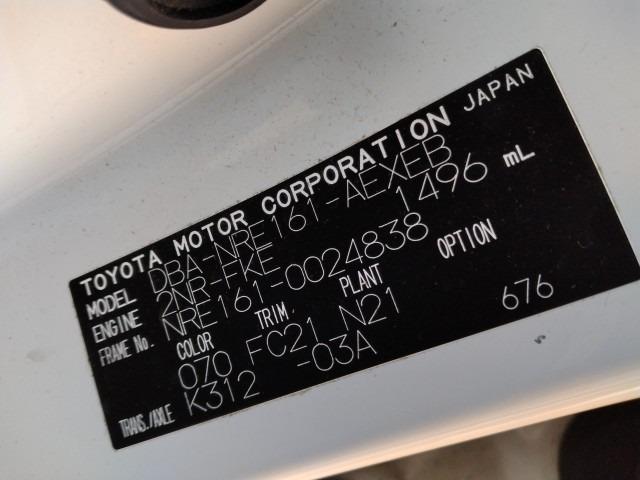 TOYOTA MOTOR CORPORATION JAPAN
MODEL DBA-NRE161-AEXEB
ENGINE 2NR-FKE 1496 mL
FRAME No. NRE161-0024838
COLOR TRIM PLANT OPTION
070 FC21 N21
TRANS./AXLE K312 -03A 676